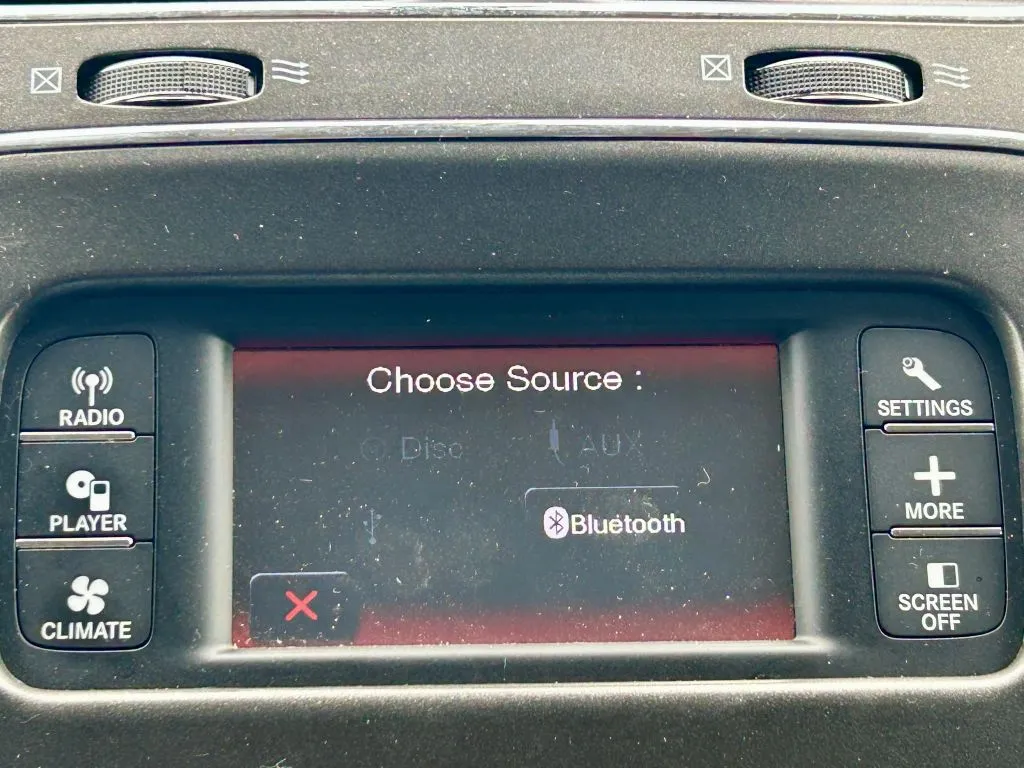 RADIO
PLAYER
CLIMATE
Choose Source :
Disc
AUX
Bluetooth
SETTINGS
MORE
SCREEN
OFF